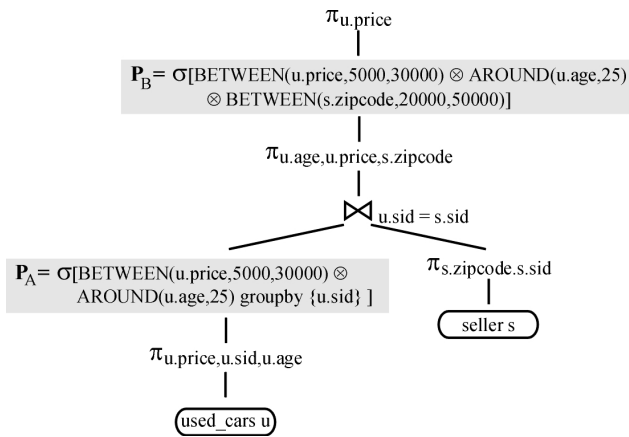 πu.price
PB = σ[BETWEEN(u.price,5000,30000) ⊗ AROUND(u.age,25)
⊗ BETWEEN(s.zipcode,20000,50000)]
πu.age,u.price,s.zipcode
⋈ u.sid = s.sid
PA = σ[BETWEEN(u.price,5000,30000) ⊗
AROUND(u.age,25) groupby {u.sid} ]
πs.zipcode.s.sid
seller s
πu.price,u.sid,u.age
used_cars u